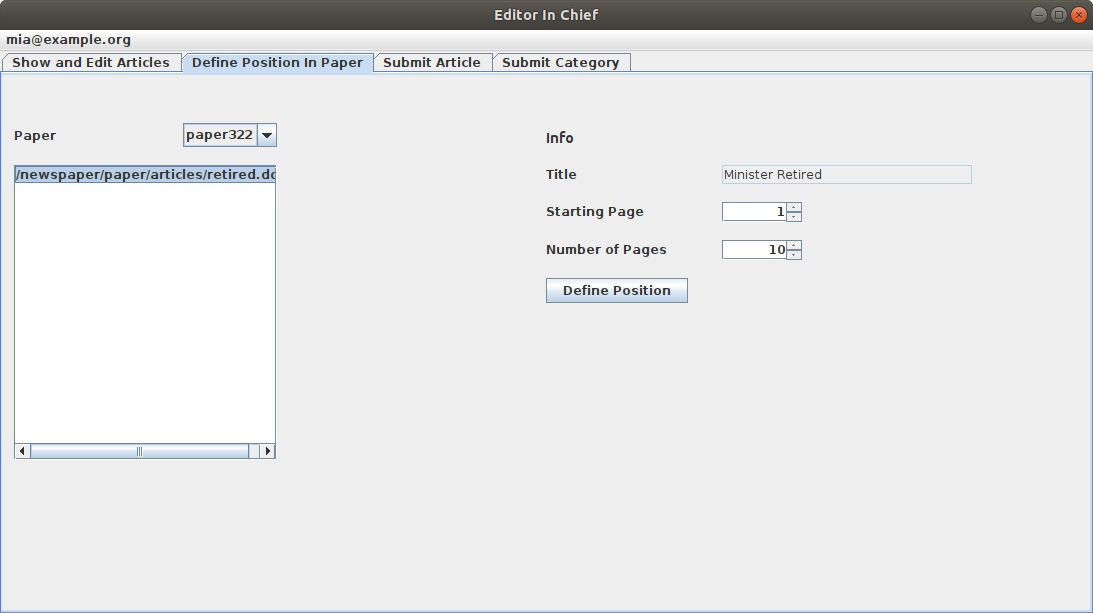 Editor In Chief
mia@example.org
Show and Edit Articles Define Position In Paper Submit Article Submit Category
Paper paper322
Info
/newspaper/paper/articles/retired.dc
Title Minister Retired
Starting Page 1
Number of Pages 10
Define Position